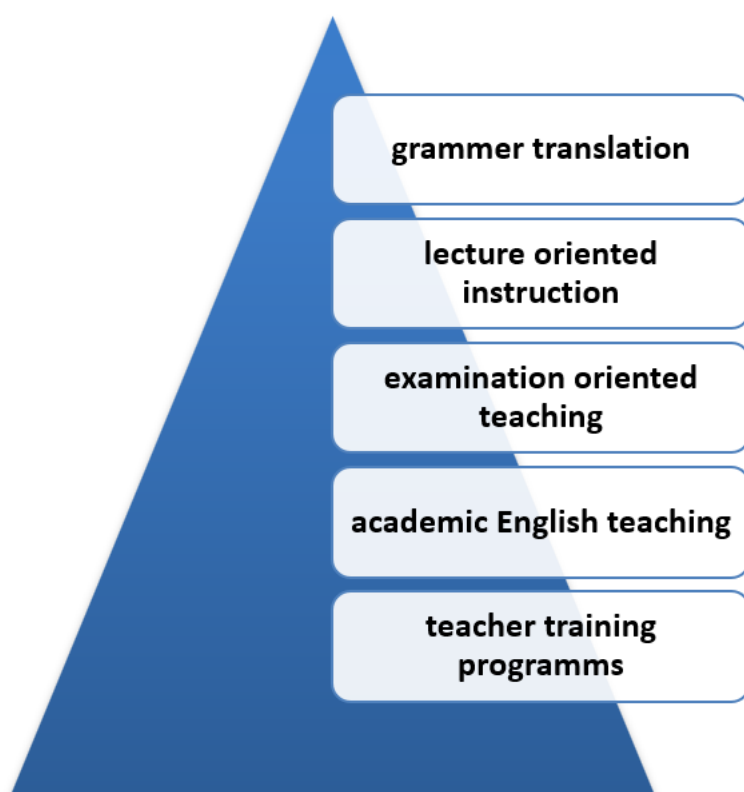 grammer translation
lecture oriented
instruction
examination oriented
teaching
academic English teaching
teacher training
programms